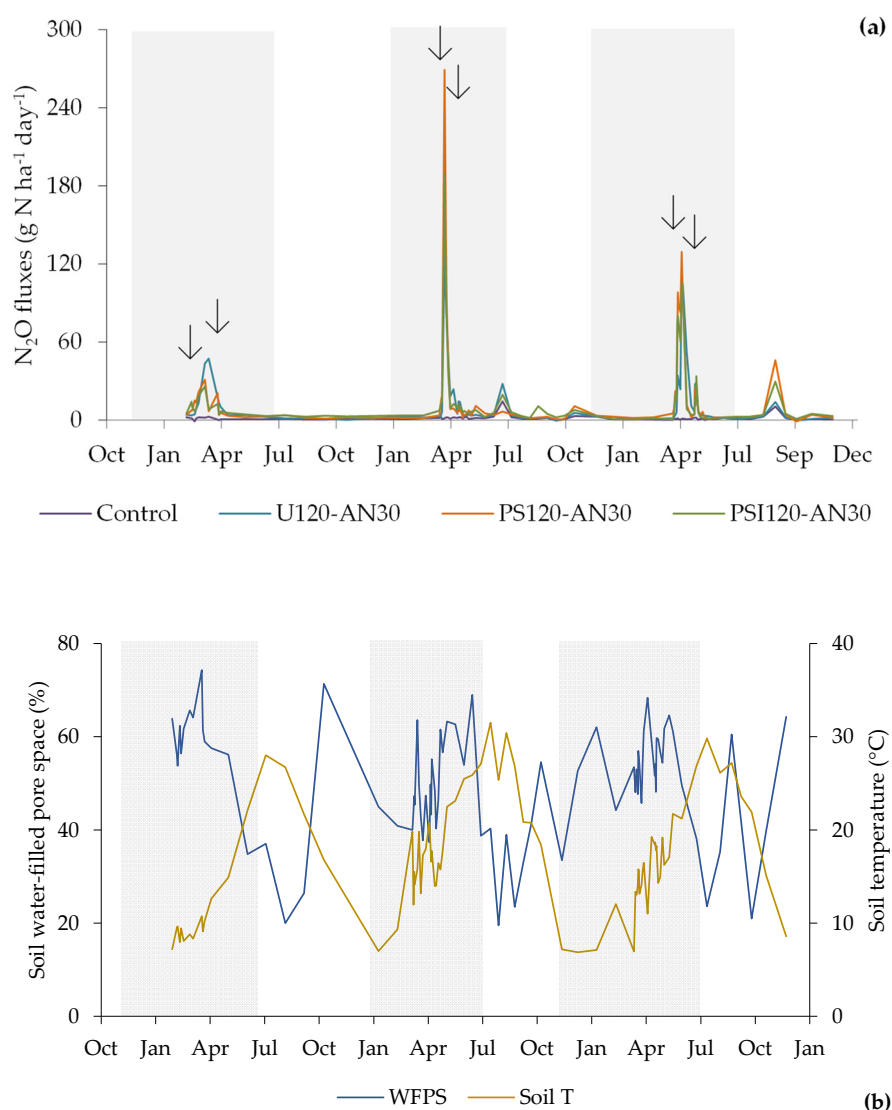 (a)
N₂O fluxes (g N ha⁻¹ day⁻¹)
300
240
180
120
60
0
Oct Jan Apr Jul Oct Jan Apr Jul Oct Jan Apr Jul Sep Dec
Control U120-AN30 PS120-AN30 PSI120-AN30
Soil water-filled pore space (%)
80
60
40
20
0
40
30
20
10
0
Soil temperature (°C)
Oct Jan Apr Jul Oct Jan Apr Jul Oct Jan Apr Jul Oct Jan
WFPS Soil T
(b)